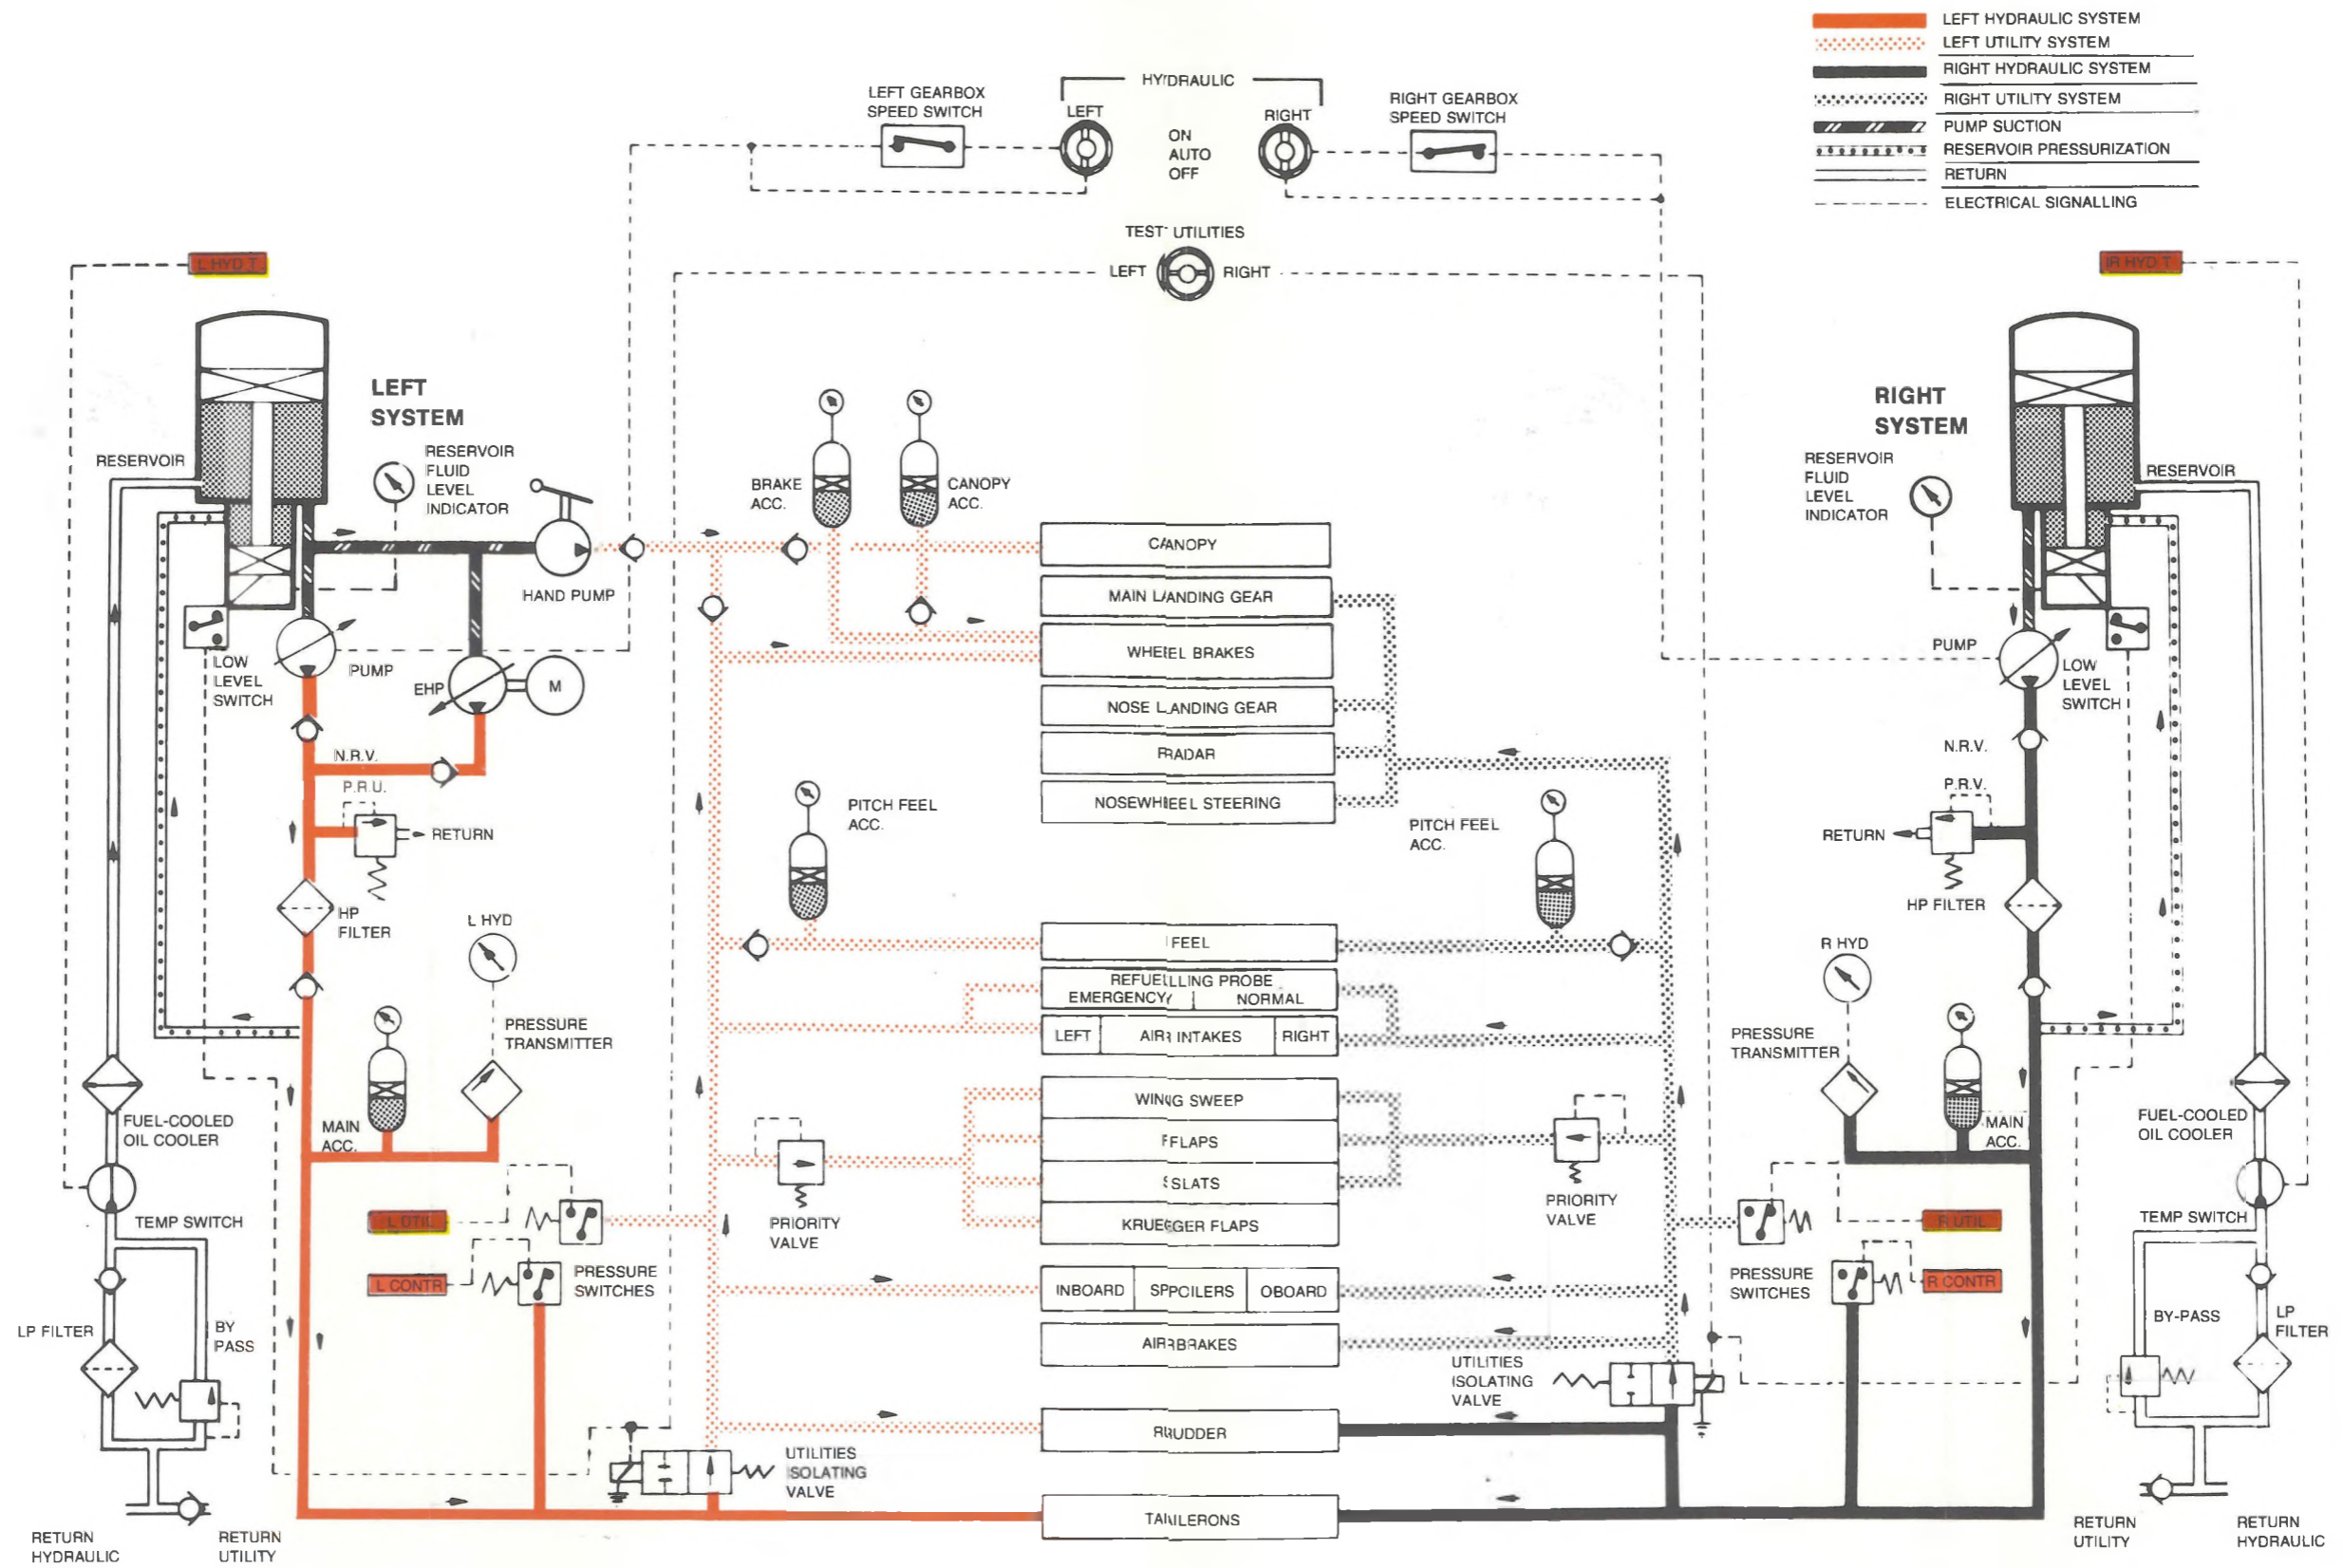 LEFT HYDRAULIC SYSTEM
LEFT UTILITY SYSTEM
RIGHT HYDRAULIC SYSTEM
RIGHT UTILITY SYSTEM
PUMP SUCTION
RESERVOIR PRESSURIZATION
RETURN
ELECTRICAL SIGNALLING
HYDRAULIC
LEFT GEARBOX
SPEED SWITCH
LEFT
ON
AUTO
OFF
RIGHT
RIGHT GEARBOX
SPEED SWITCH
TEST UTILITIES
LEFT
RIGHT
L HYD T
R HYD T
LEFT
SYSTEM
RESERVOIR
RESERVOIR
FLUID
LEVEL
INDICATOR
HAND PUMP
LOW
LEVEL
SWITCH
PUMP
EHP
M
N.R.V.
P.R.U.
RETURN
HP
FILTER
L HYD
PRESSURE
TRANSMITTER
MAIN
ACC.
FUEL-COOLED
OIL COOLER
TEMP SWITCH
L UTIL
L CONTR
PRESSURE
SWITCHES
LP FILTER
BY
PASS
RETURN
HYDRAULIC
RETURN
UTILITY
UTILITIES
ISOLATING
VALVE
BRAKE
ACC.
CANOPY
ACC.
PITCH FEEL
ACC.
PRIORITY
VALVE
CANOPY
MAIN LANDING GEAR
WHEEL BRAKES
NOSE LANDING GEAR
RADAR
NOSEWHEEL STEERING
FEEL
REFUELLING PROBE
EMERGENCY
NORMAL
LEFT
AIR INTAKES
RIGHT
WING SWEEP
FLAPS
SLATS
KRUEGER FLAPS
INBOARD
SPOILERS
OBOARD
AIRBRAKES
RUDDER
TAILERONS
PITCH FEEL
ACC.
PRIORITY
VALVE
UTILITIES
ISOLATING
VALVE
RIGHT
SYSTEM
RESERVOIR
FLUID
LEVEL
INDICATOR
RESERVOIR
PUMP
LOW
LEVEL
SWITCH
N.R.V.
P.R.V.
RETURN
HP FILTER
R HYD
PRESSURE
TRANSMITTER
MAIN
ACC.
FUEL-COOLED
OIL COOLER
TEMP SWITCH
R UTIL
R CONTR
PRESSURE
SWITCHES
BY-PASS
LP
FILTER
RETURN
UTILITY
RETURN
HYDRAULIC